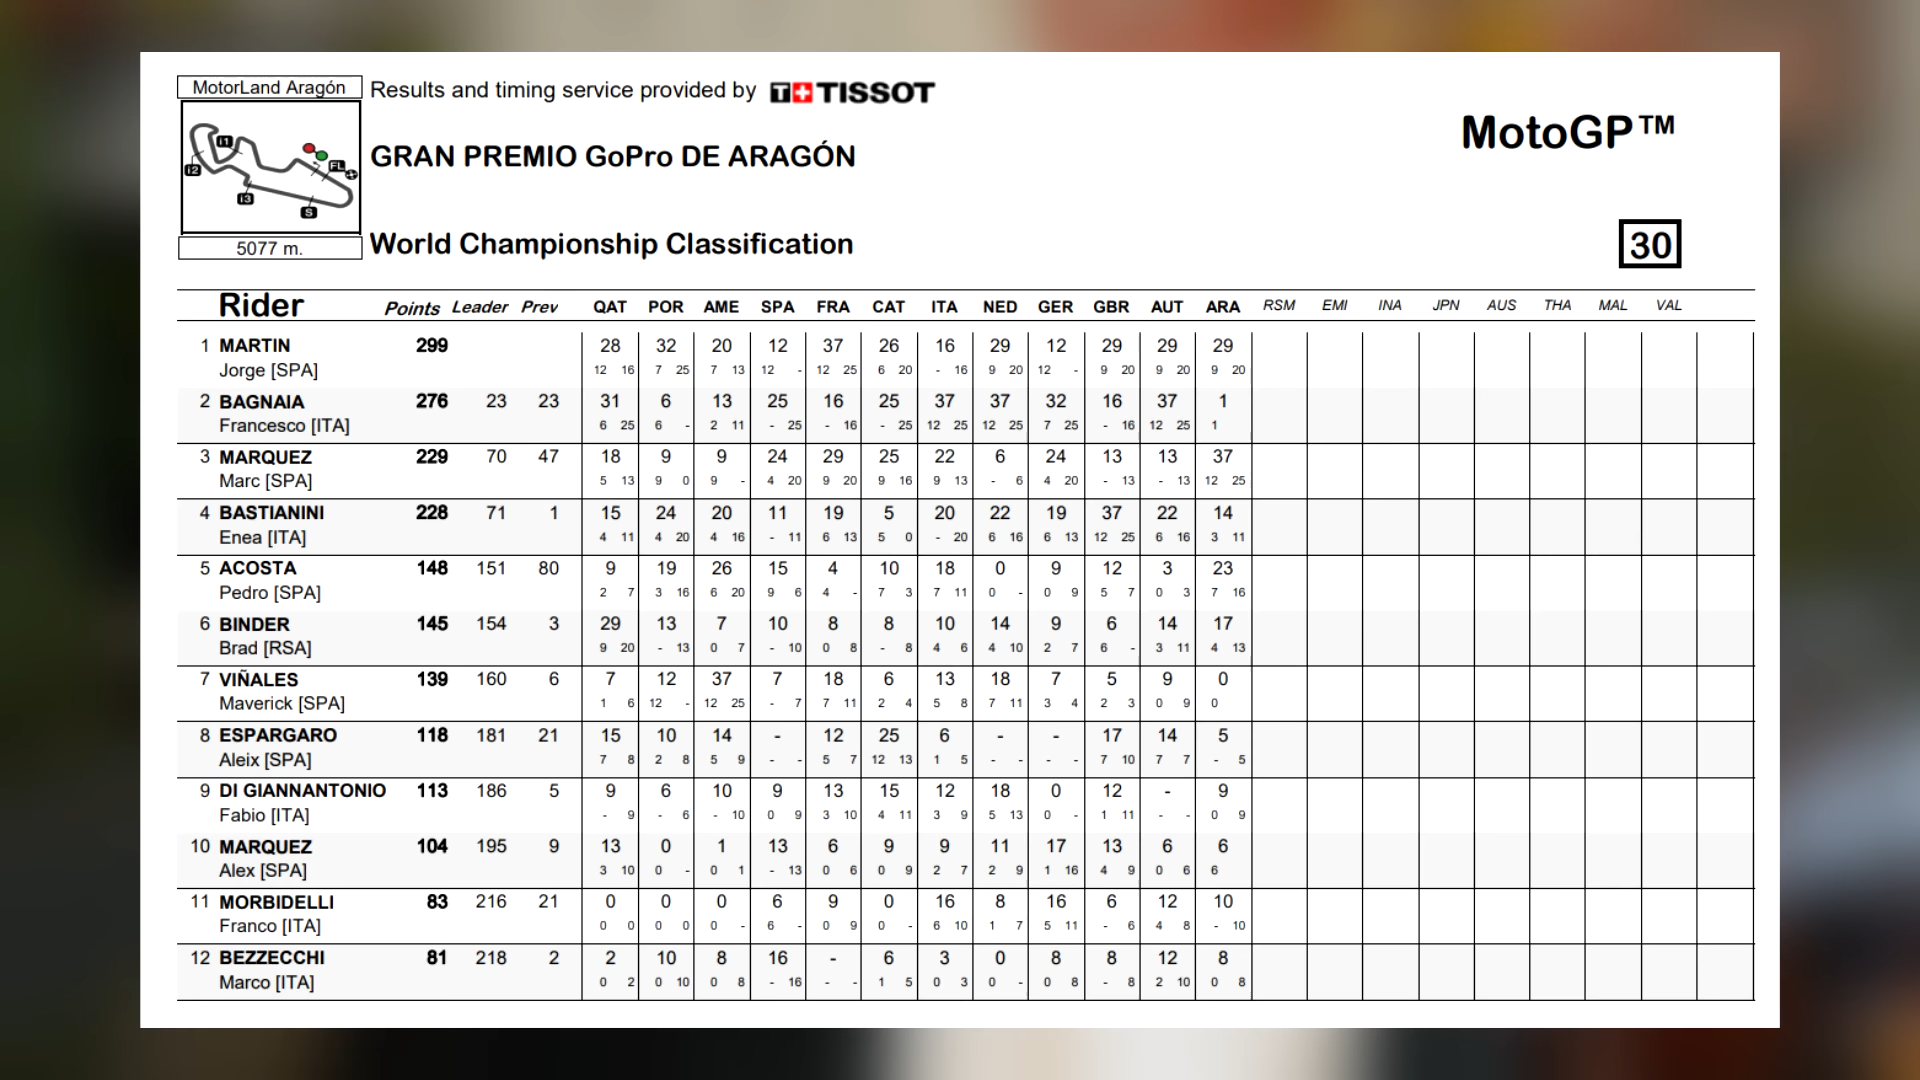 MotorLand Aragón
Results and timing service provided by T+TISSOT
I1
I2
FL
I3
S
GRAN PREMIO GoPro DE ARAGÓN
MotoGP™
5077 m.
World Championship Classification
30
Rider Points Leader Prev QAT POR AME SPA FRA CAT ITA NED GER GBR AUT ARA RSM EMI INA JPN AUS THA MAL VAL
1 MARTIN 299 28 32 20 12 37 26 16 29 12 29 29 29
Jorge [SPA] 12 16 7 25 7 13 12 - 12 25 6 20 - 16 9 20 12 - 9 20 9 20 9 20
2 BAGNAIA 276 23 23 31 6 13 25 16 25 37 37 32 16 37 1
Francesco [ITA] 6 25 6 - 2 11 - 25 - 16 - 25 12 25 12 25 7 25 - 16 12 25 1
3 MARQUEZ 229 70 47 18 9 9 24 29 25 22 6 24 13 13 37
Marc [SPA] 5 13 9 0 9 - 4 20 9 20 9 16 9 13 - 6 4 20 - 13 - 13 12 25
4 BASTIANINI 228 71 1 15 24 20 11 19 5 20 22 19 37 22 14
Enea [ITA] 4 11 4 20 4 16 - 11 6 13 5 0 - 20 6 16 6 13 12 25 6 16 3 11
5 ACOSTA 148 151 80 9 19 26 15 4 10 18 0 9 12 3 23
Pedro [SPA] 2 7 3 16 6 20 9 6 4 - 7 3 7 11 0 - 0 9 5 7 0 3 7 16
6 BINDER 145 154 3 29 13 7 10 8 8 10 14 9 6 14 17
Brad [RSA] 9 20 - 13 0 7 - 10 0 8 - 8 4 6 4 10 2 7 6 - 3 11 4 13
7 VIÑALES 139 160 6 7 12 37 7 18 6 13 18 7 5 9 0
Maverick [SPA] 1 6 12 - 12 25 - 7 7 11 2 4 5 8 7 11 3 4 2 3 0 9 0
8 ESPARGARO 118 181 21 15 10 14 - 12 25 6 - - 17 14 5
Aleix [SPA] 7 8 2 8 5 9 - - 5 7 12 13 1 5 - - - - 7 10 7 7 - 5
9 DI GIANNANTONIO 113 186 5 9 6 10 9 13 15 12 18 0 12 - 9
Fabio [ITA] - 9 - 6 - 10 0 9 3 10 4 11 3 9 5 13 0 - 1 11 - - 0 9
10 MARQUEZ 104 195 9 13 0 1 13 6 9 9 11 17 13 6 6
Alex [SPA] 3 10 0 - 0 1 - 13 0 6 0 9 2 7 2 9 1 16 4 9 0 6 6
11 MORBIDELLI 83 216 21 0 0 0 6 9 0 16 8 16 6 12 10
Franco [ITA] 0 0 0 0 0 - 6 - 0 9 0 - 6 10 1 7 5 11 - 6 4 8 - 10
12 BEZZECCHI 81 218 2 2 10 8 16 - 6 3 0 8 8 12 8
Marco [ITA] 0 2 0 10 0 8 - 16 - - 1 5 0 3 0 - 0 8 - 8 2 10 0 8